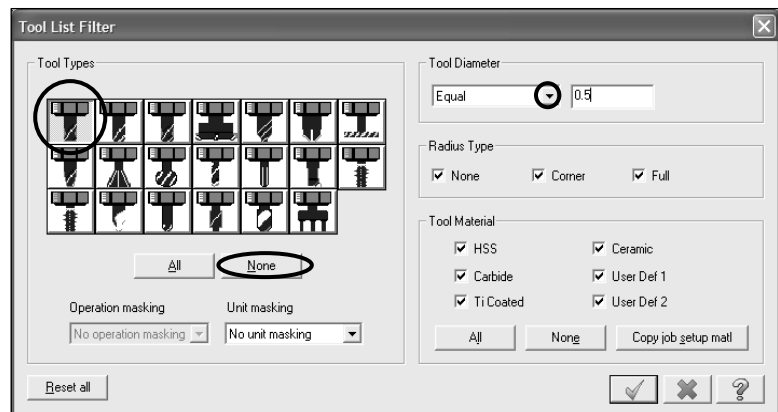 Tool List Filter
Tool Types
All
None
Operation masking
Unit masking
No operation masking
No unit masking
Reset all
Tool Diameter
Equal
0.5
Radius Type
None
Corner
Full
Tool Material
HSS
Ceramic
Carbide
User Def 1
Ti Coated
User Def 2
All
None
Copy job setup matl